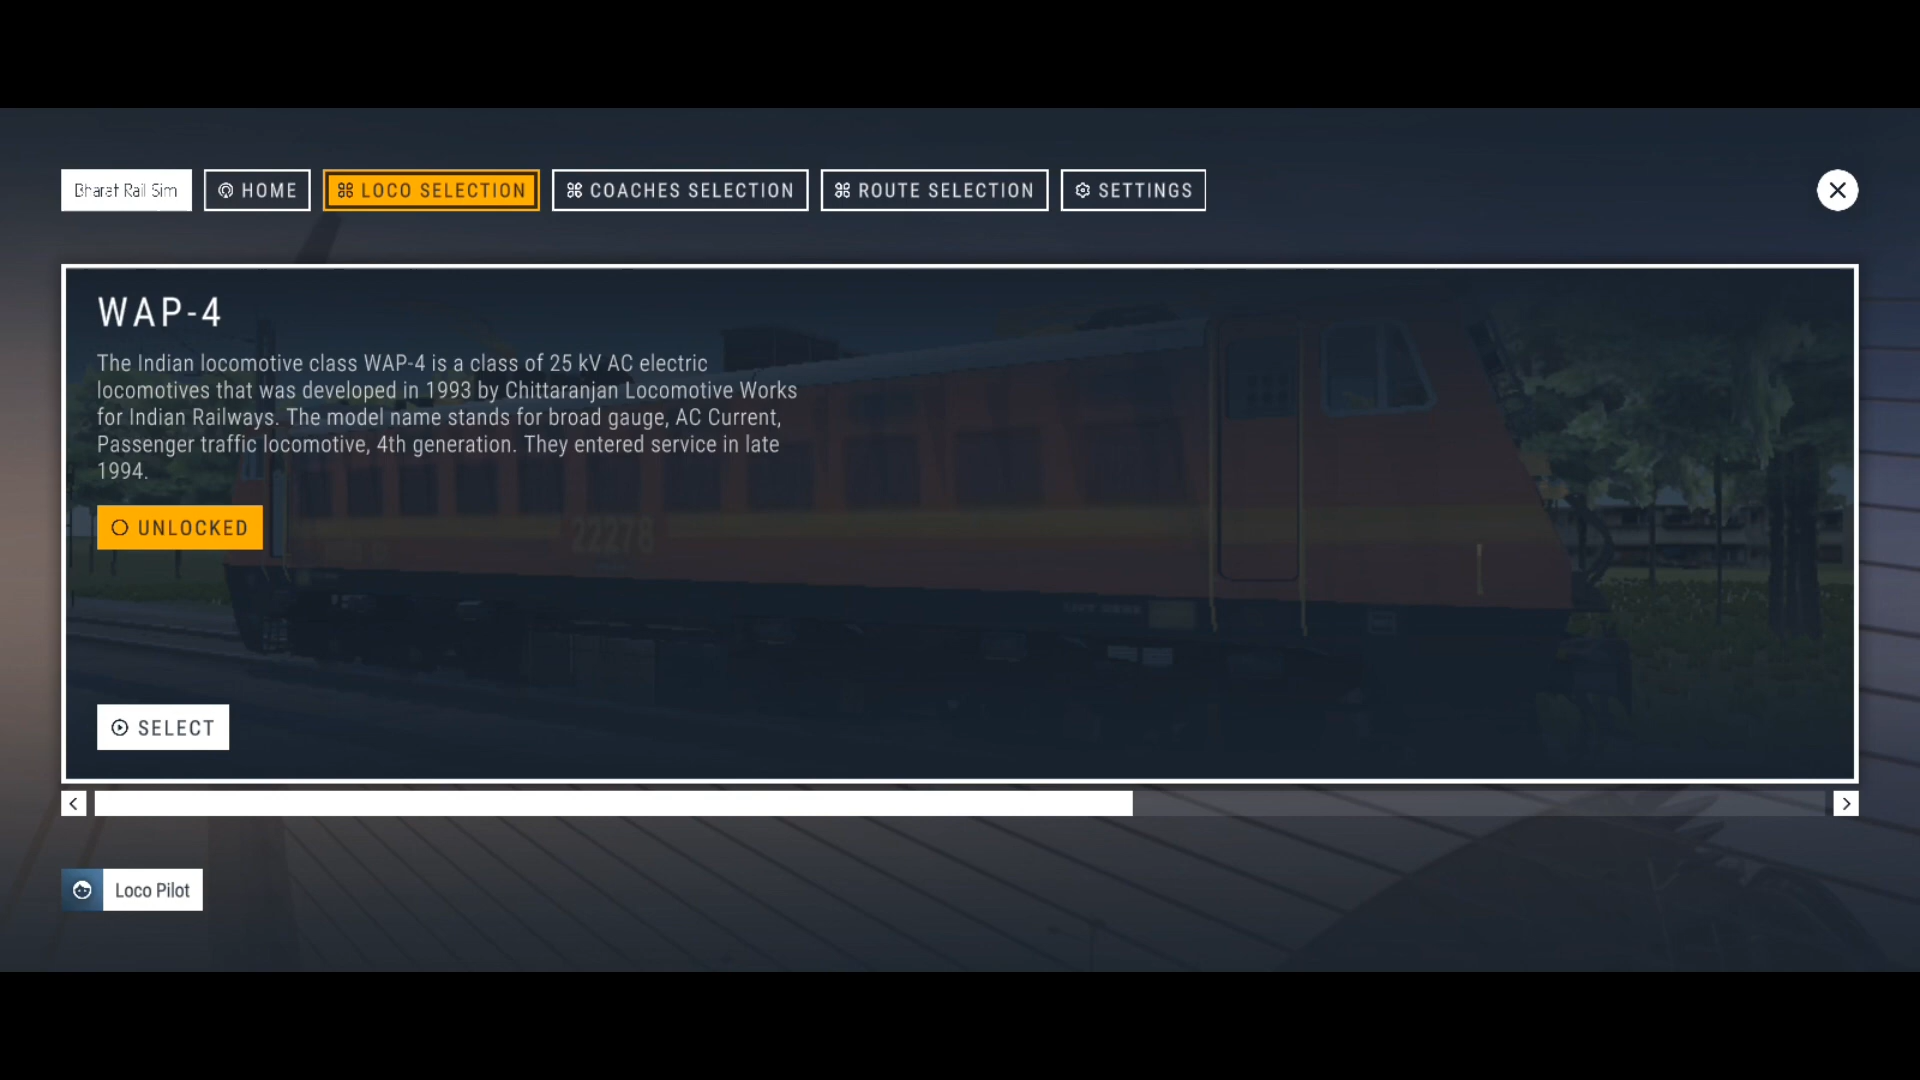 Bharat Rail Sim
HOME
LOCO SELECTION
COACHES SELECTION
ROUTE SELECTION
SETTINGS
WAP-4
The Indian locomotive class WAP-4 is a class of 25 kV AC electric
locomotives that was developed in 1993 by Chittaranjan Locomotive Works
for Indian Railways. The model name stands for broad gauge, AC Current,
Passenger traffic locomotive, 4th generation. They entered service in late
1994.
UNLOCKED
22278
SELECT
Loco Pilot